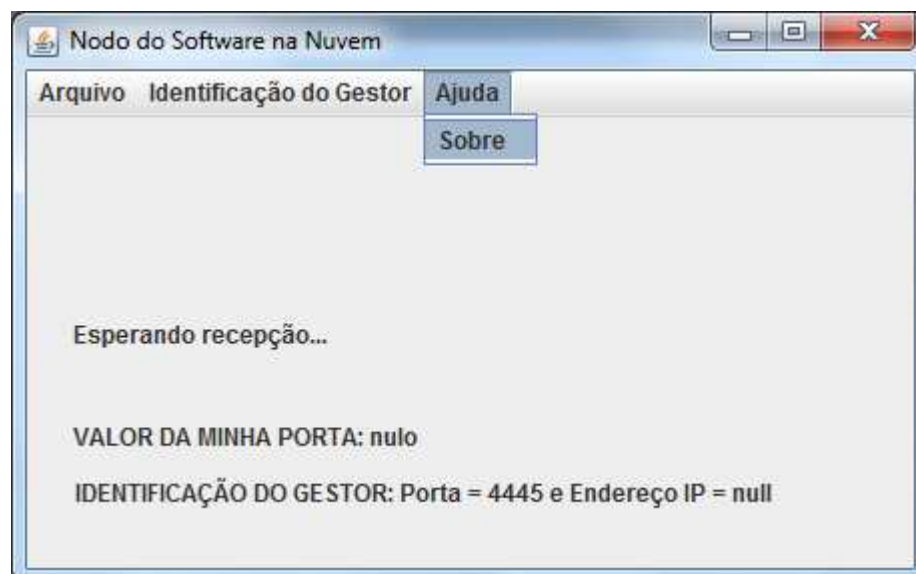 Nodo do Software na Nuvem
Arquivo Identificação do Gestor Ajuda
Sobre
Esperando recepção...
VALOR DA MINHA PORTA: nulo
IDENTIFICAÇÃO DO GESTOR: Porta = 4445 e Endereço IP = null